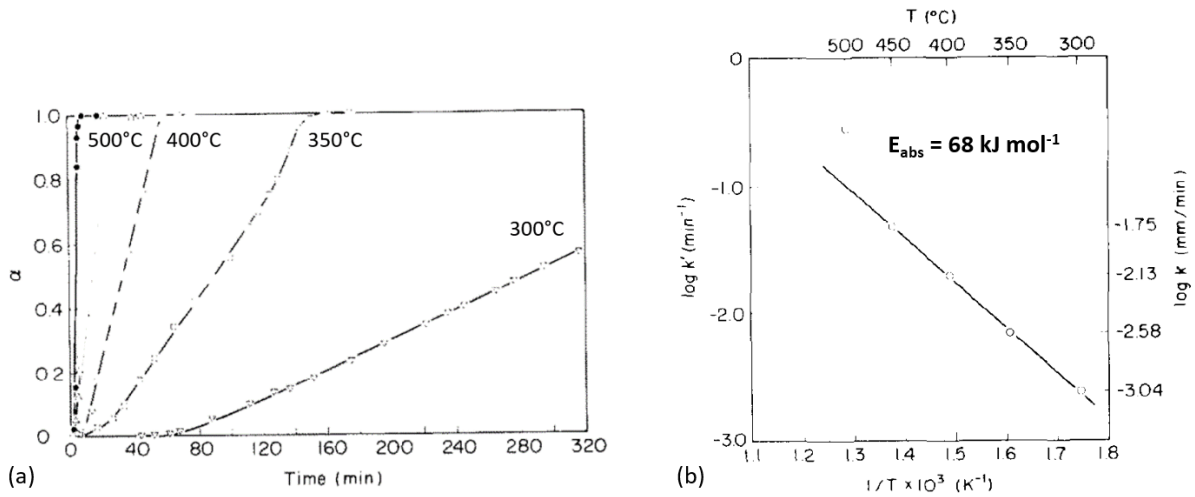 1.0
0.8
0.6
0.4
0.2
0
α
500°C
400°C
350°C
300°C
0
40
80
120
160
200
240
280
320
Time (min)
(a)
T (°C)
500
450
400
350
300
0
-1.0
-2.0
-3.0
log k' (min⁻¹)
E_abs = 68 kJ mol⁻¹
-1.75
-2.13
-2.58
-3.04
log k (mm/min)
1.1
1.2
1.3
1.4
1.5
1.6
1.7
1.8
1/T × 10³ (K⁻¹)
(b)